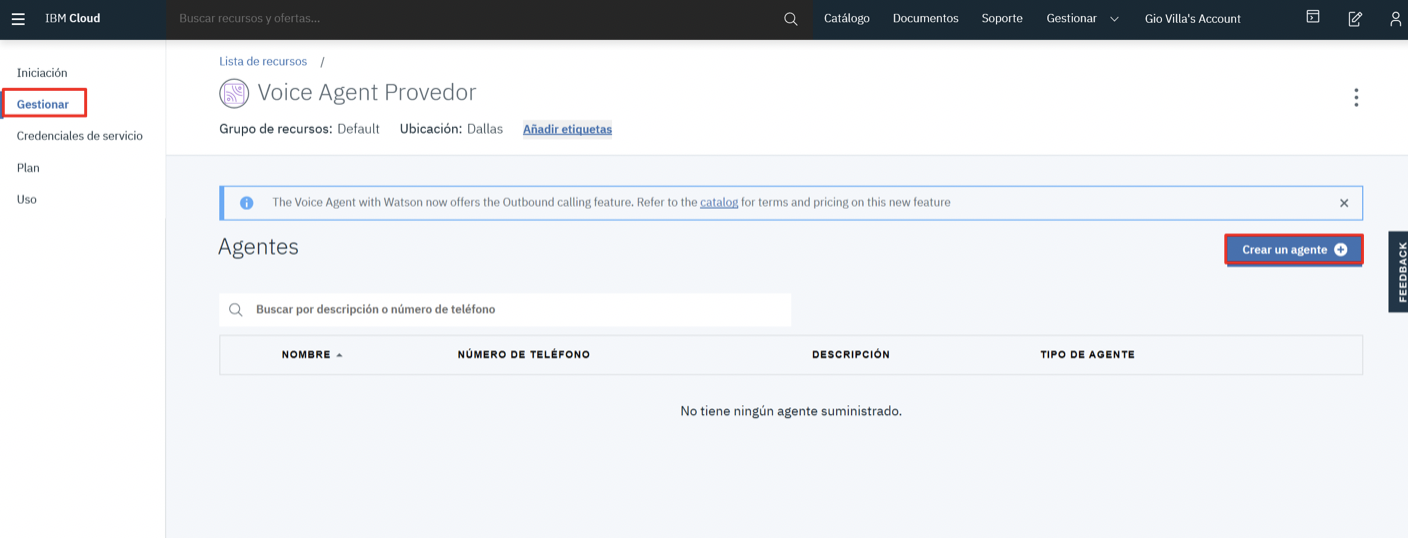 IBM Cloud
Buscar recursos y ofertas...
Catálogo
Documentos
Soporte
Gestionar
Gio Villa's Account
Iniciación
Gestionar
Credenciales de servicio
Plan
Uso
Lista de recursos /
Voice Agent Provedor
Grupo de recursos: Default Ubicación: Dallas Añadir etiquetas
The Voice Agent with Watson now offers the Outbound calling feature. Refer to the catalog for terms and pricing on this new feature
Agentes
Crear un agente
Buscar por descripción o número de teléfono
NOMBRE NÚMERO DE TELÉFONO DESCRIPCIÓN TIPO DE AGENTE
No tiene ningún agente suministrado.
FEEDBACK